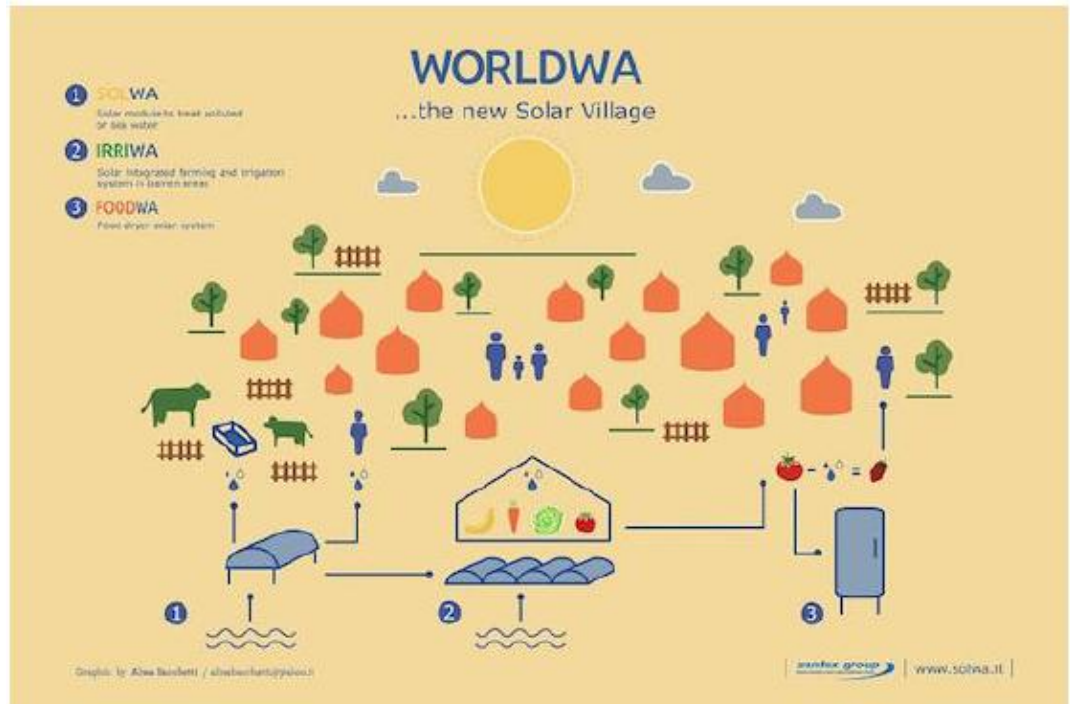 WORLDWA
...the new Solar Village
1 SOLWA
Solar modules to treat polluted
or sea water
2 IRRIWA
Solar integrated farming and irrigation
system in barren areas
3 FOODWA
Food dryer solar system
- =
1
2
3
Graphic by
www.solwa.it